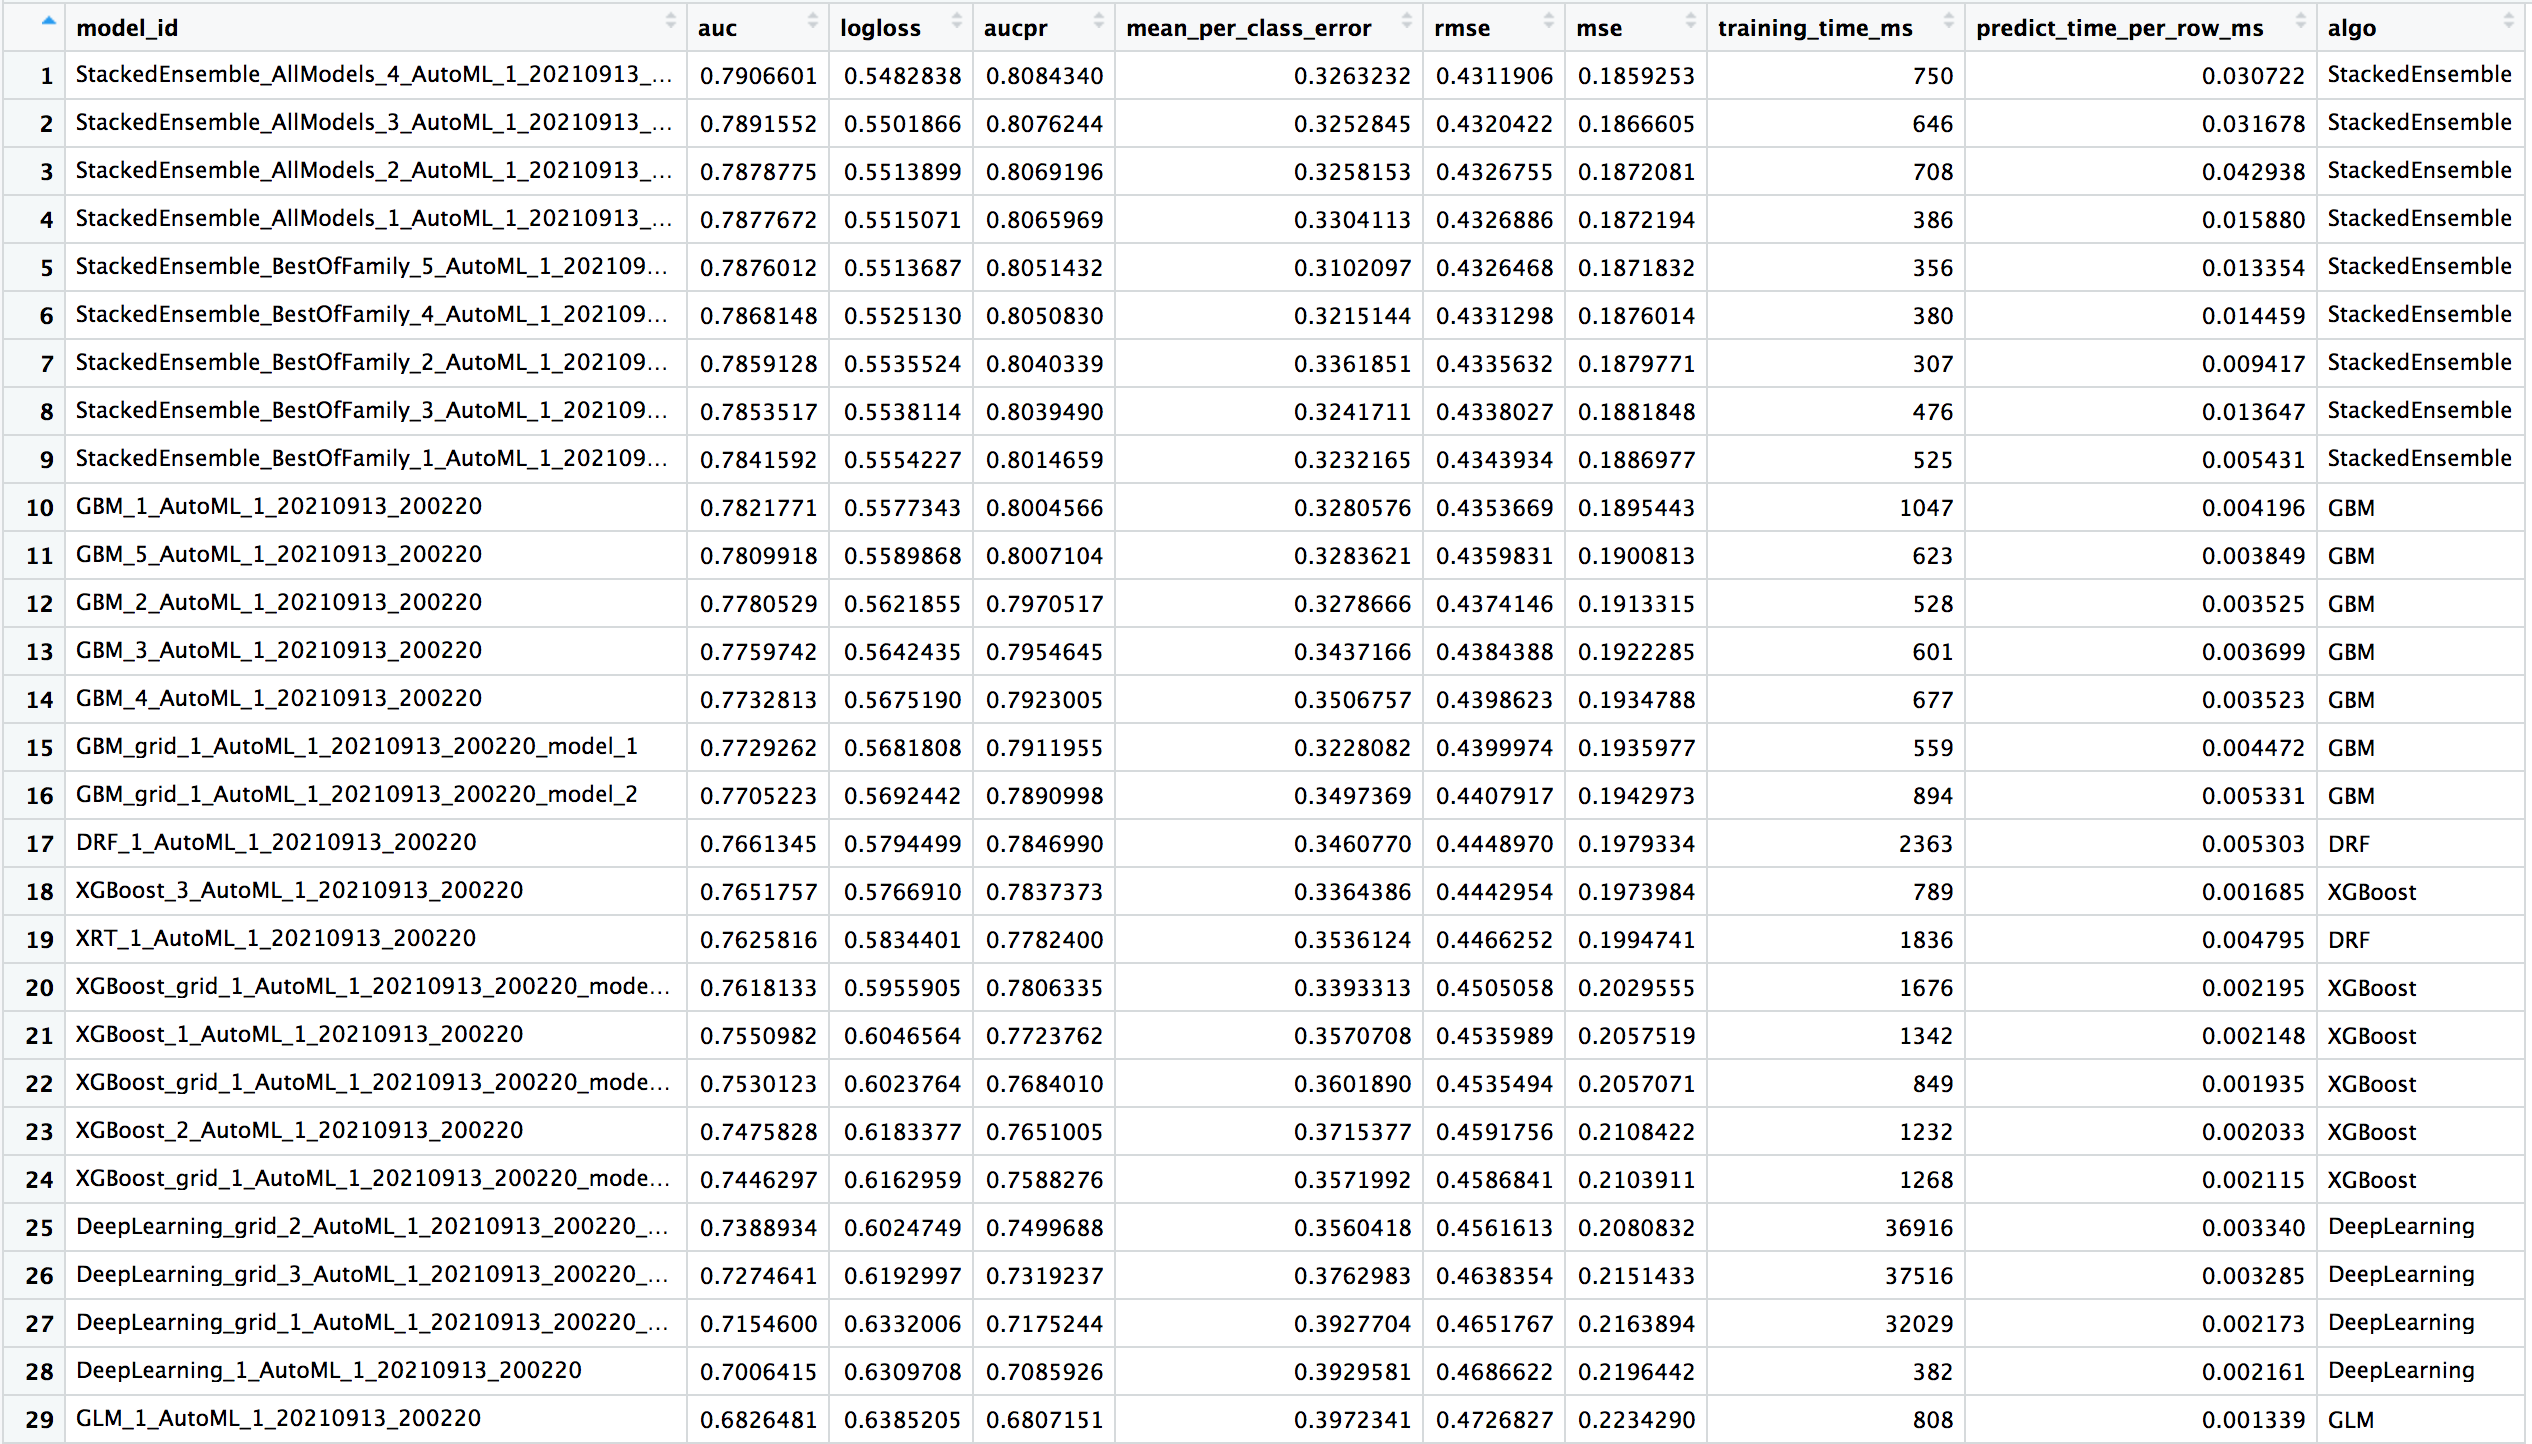 model_id auc logloss aucpr mean_per_class_error rmse mse training_time_ms predict_time_per_row_ms algo
1 StackedEnsemble_AllModels_4_AutoML_1_20210913_... 0.7906601 0.5482838 0.8084340 0.3263232 0.4311906 0.1859253 750 0.030722 StackedEnsemble
2 StackedEnsemble_AllModels_3_AutoML_1_20210913_... 0.7891552 0.5501866 0.8076244 0.3252845 0.4320422 0.1866605 646 0.031678 StackedEnsemble
3 StackedEnsemble_AllModels_2_AutoML_1_20210913_... 0.7878775 0.5513899 0.8069196 0.3258153 0.4326755 0.1872081 708 0.042938 StackedEnsemble
4 StackedEnsemble_AllModels_1_AutoML_1_20210913_... 0.7877672 0.5515071 0.8065969 0.3304113 0.4326886 0.1872194 386 0.015880 StackedEnsemble
5 StackedEnsemble_BestOfFamily_5_AutoML_1_202109... 0.7876012 0.5513687 0.8051432 0.3102097 0.4326468 0.1871832 356 0.013354 StackedEnsemble
6 StackedEnsemble_BestOfFamily_4_AutoML_1_202109... 0.7868148 0.5525130 0.8050830 0.3215144 0.4331298 0.1876014 380 0.014459 StackedEnsemble
7 StackedEnsemble_BestOfFamily_2_AutoML_1_202109... 0.7859128 0.5535524 0.8040339 0.3361851 0.4335632 0.1879771 307 0.009417 StackedEnsemble
8 StackedEnsemble_BestOfFamily_3_AutoML_1_202109... 0.7853517 0.5538114 0.8039490 0.3241711 0.4338027 0.1881848 476 0.013647 StackedEnsemble
9 StackedEnsemble_BestOfFamily_1_AutoML_1_202109... 0.7841592 0.5554227 0.8014659 0.3232165 0.4343934 0.1886977 525 0.005431 StackedEnsemble
10 GBM_1_AutoML_1_20210913_200220 0.7821771 0.5577343 0.8004566 0.3280576 0.4353669 0.1895443 1047 0.004196 GBM
11 GBM_5_AutoML_1_20210913_200220 0.7809918 0.5589868 0.8007104 0.3283621 0.4359831 0.1900813 623 0.003849 GBM
12 GBM_2_AutoML_1_20210913_200220 0.7780529 0.5621855 0.7970517 0.3278666 0.4374146 0.1913315 528 0.003525 GBM
13 GBM_3_AutoML_1_20210913_200220 0.7759742 0.5642435 0.7954645 0.3437166 0.4384388 0.1922285 601 0.003699 GBM
14 GBM_4_AutoML_1_20210913_200220 0.7732813 0.5675190 0.7923005 0.3506757 0.4398623 0.1934788 677 0.003523 GBM
15 GBM_grid_1_AutoML_1_20210913_200220_model_1 0.7729262 0.5681808 0.7911955 0.3228082 0.4399974 0.1935977 559 0.004472 GBM
16 GBM_grid_1_AutoML_1_20210913_200220_model_2 0.7705223 0.5692442 0.7890998 0.3497369 0.4407917 0.1942973 894 0.005331 GBM
17 DRF_1_AutoML_1_20210913_200220 0.7661345 0.5794499 0.7846990 0.3460770 0.4448970 0.1979334 2363 0.005303 DRF
18 XGBoost_3_AutoML_1_20210913_200220 0.7651757 0.5766910 0.7837373 0.3364386 0.4442954 0.1973984 789 0.001685 XGBoost
19 XRT_1_AutoML_1_20210913_200220 0.7625816 0.5834401 0.7782400 0.3536124 0.4466252 0.1994741 1836 0.004795 DRF
20 XGBoost_grid_1_AutoML_1_20210913_200220_mode... 0.7618133 0.5955905 0.7806335 0.3393313 0.4505058 0.2029555 1676 0.002195 XGBoost
21 XGBoost_1_AutoML_1_20210913_200220 0.7550982 0.6046564 0.7723762 0.3570708 0.4535989 0.2057519 1342 0.002148 XGBoost
22 XGBoost_grid_1_AutoML_1_20210913_200220_mode... 0.7530123 0.6023764 0.7684010 0.3601890 0.4535494 0.2057071 849 0.001935 XGBoost
23 XGBoost_2_AutoML_1_20210913_200220 0.7475828 0.6183377 0.7651005 0.3715377 0.4591756 0.2108422 1232 0.002033 XGBoost
24 XGBoost_grid_1_AutoML_1_20210913_200220_mode... 0.7446297 0.6162959 0.7588276 0.3571992 0.4586841 0.2103911 1268 0.002115 XGBoost
25 DeepLearning_grid_2_AutoML_1_20210913_200220_... 0.7388934 0.6024749 0.7499688 0.3560418 0.4561613 0.2080832 36916 0.003340 DeepLearning
26 DeepLearning_grid_3_AutoML_1_20210913_200220_... 0.7274641 0.6192997 0.7319237 0.3762983 0.4638354 0.2151433 37516 0.003285 DeepLearning
27 DeepLearning_grid_1_AutoML_1_20210913_200220_... 0.7154600 0.6332006 0.7175244 0.3927704 0.4651767 0.2163894 32029 0.002173 DeepLearning
28 DeepLearning_1_AutoML_1_20210913_200220 0.7006415 0.6309708 0.7085926 0.3929581 0.4686622 0.2196442 382 0.002161 DeepLearning
29 GLM_1_AutoML_1_20210913_200220 0.6826481 0.6385205 0.6807151 0.3972341 0.4726827 0.2234290 808 0.001339 GLM